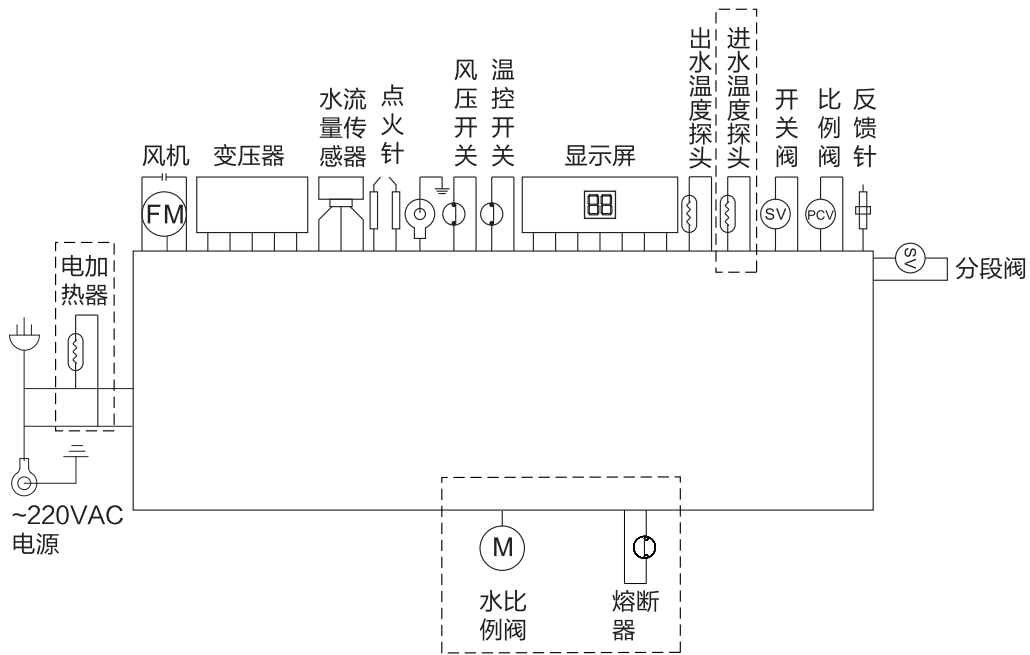 风机
FM
变压器
水流
量传
感器
点火针
风压开关
温控开关
显示屏
88
出水温度探头
进水温度探头
开关阀
SV
比例阀
PCV
反馈针
SV
分段阀
电加
热器
~220VAC
电源
M
水比
例阀
熔断
器